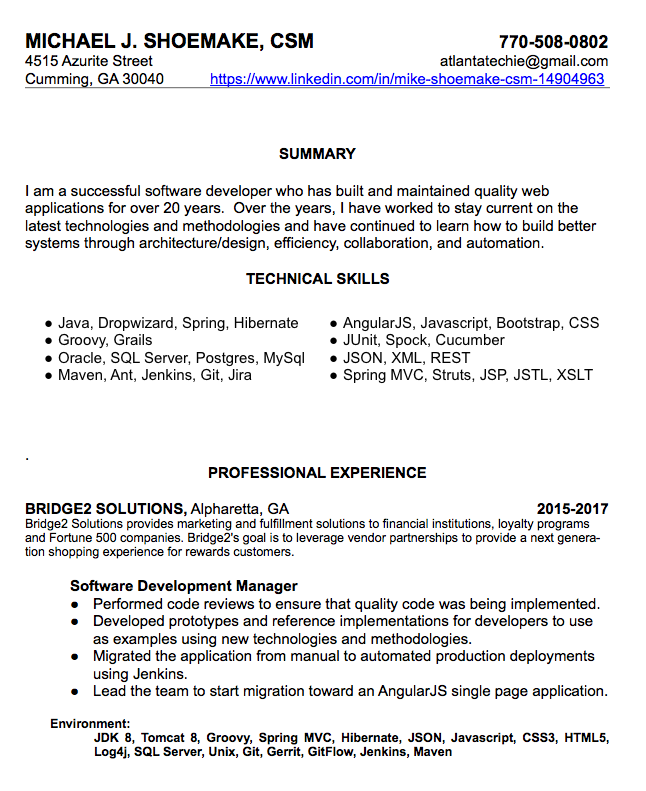 MICHAEL J. SHOEMAKE, CSM 770-508-0802
4515 Azurite Street atlantatechie@gmail.com
Cumming, GA 30040 https://www.linkedin.com/in/mike-shoemake-csm-14904963
SUMMARY
I am a successful software developer who has built and maintained quality web
applications for over 20 years.  Over the years, I have worked to stay current on the
latest technologies and methodologies and have continued to learn how to build better
systems through architecture/design, efficiency, collaboration, and automation.
TECHNICAL SKILLS
● Java, Dropwizard, Spring, Hibernate
● Groovy, Grails
● Oracle, SQL Server, Postgres, MySql
● Maven, Ant, Jenkins, Git, Jira
● AngularJS, Javascript, Bootstrap, CSS
● JUnit, Spock, Cucumber
● JSON, XML, REST
● Spring MVC, Struts, JSP, JSTL, XSLT
.
PROFESSIONAL EXPERIENCE
BRIDGE2 SOLUTIONS, Alpharetta, GA 2015-2017
Bridge2 Solutions provides marketing and fulfillment solutions to financial institutions, loyalty programs
and Fortune 500 companies. Bridge2's goal is to leverage vendor partnerships to provide a next genera-
tion shopping experience for rewards customers.
Software Development Manager
● Performed code reviews to ensure that quality code was being implemented.
● Developed prototypes and reference implementations for developers to use
as examples using new technologies and methodologies.
● Migrated the application from manual to automated production deployments
using Jenkins.
● Lead the team to start migration toward an AngularJS single page application.
Environment:
JDK 8, Tomcat 8, Groovy, Spring MVC, Hibernate, JSON, Javascript, CSS3, HTML5,
Log4j, SQL Server, Unix, Git, Gerrit, GitFlow, Jenkins, Maven